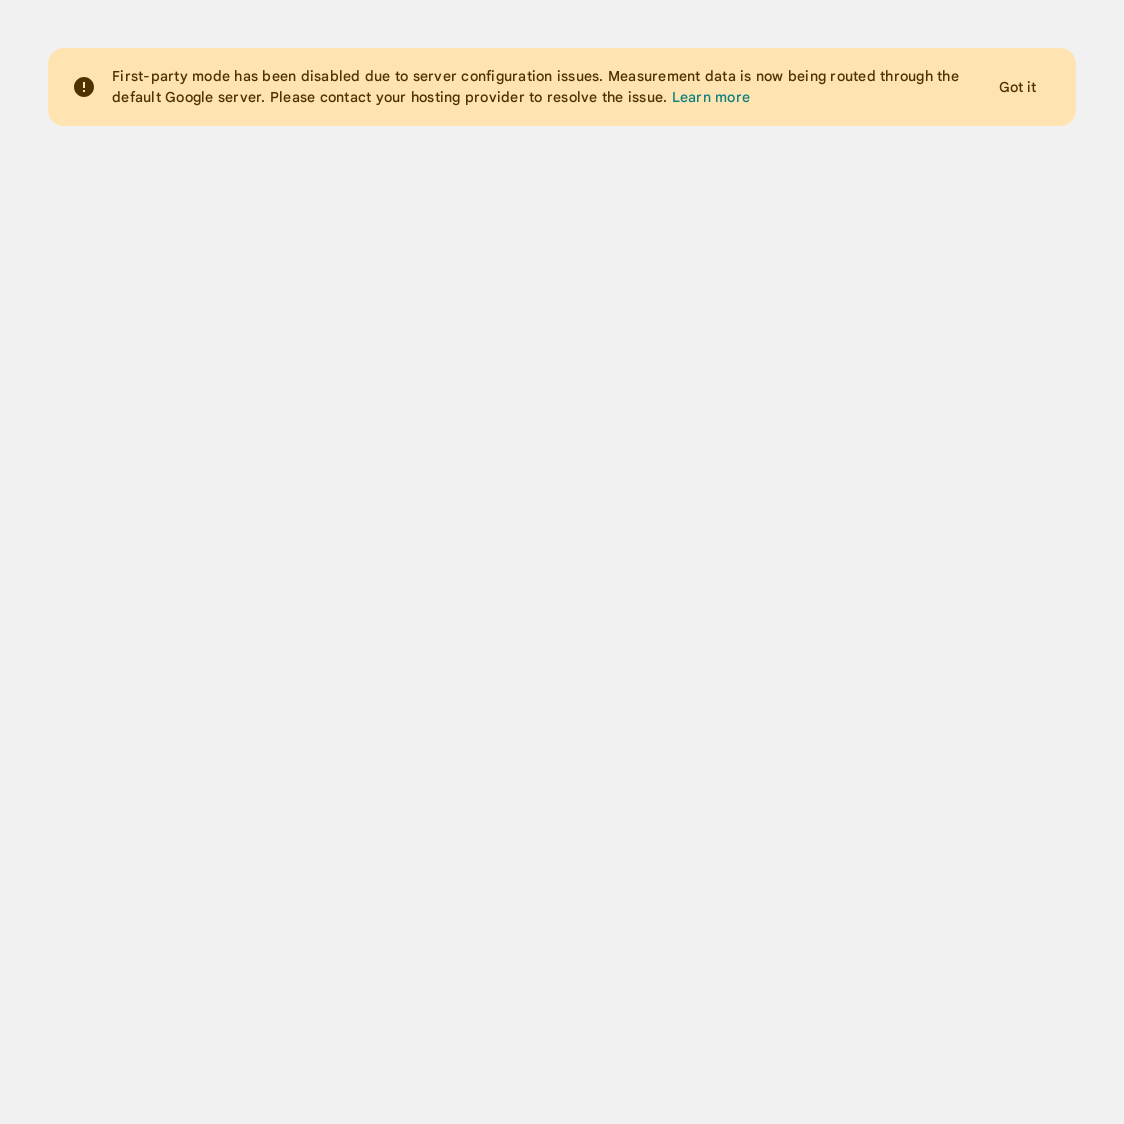 First-party mode has been disabled due to server configuration issues. Measurement data is now being routed through the
default Google server. Please contact your hosting provider to resolve the issue. Learn more
Got it